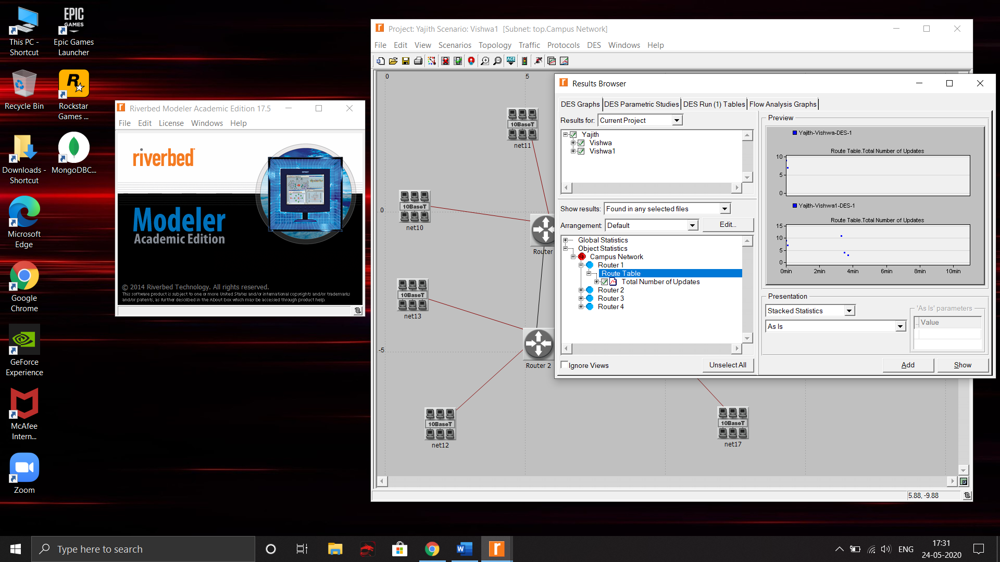 This PC -
Shortcut
EPIC
GAMES
Epic Games
Launcher
Recycle Bin
Rockstar
Games ...
Downloads -
Shortcut
MongoDBC...
Microsoft
Edge
Google
Chrome
GeForce
Experience
McAfee
Intern...
Zoom
Riverbed Modeler Academic Edition 17.5
File Edit License Windows Help
riverbed
Modeler
Academic Edition
© 2014 Riverbed Technology. All rights reserved.
This software product is subject to one or more United States and/or international copyrights and/or trademarks
and/or patents, as further described in the About box which may be accessed through product help.
Project: Yajith Scenario: Vishwa1 [Subnet: top.Campus Network]
File Edit View Scenarios Topology Traffic Protocols DES Windows Help
ACE
0
5
0
-5
10BaseT
net11
10BaseT
net10
Router
10BaseT
net13
Router 2
10BaseT
net12
10BaseT
net17
5.88, -9.88
Results Browser
DES Graphs DES Parametric Studies DES Run (1) Tables Flow Analysis Graphs
Results for: Current Project
Yajith
Vishwa
Vishwa1
Show results: Found in any selected files
Arrangement: Default Edit...
Global Statistics
Object Statistics
Campus Network
Router 1
Route Table
Total Number of Updates
Router 2
Router 3
Router 4
Ignore Views Unselect All
Preview
Yajith-Vishwa-DES-1
Route Table.Total Number of Updates
10
5
0
Yajith-Vishwa1-DES-1
Route Table.Total Number of Updates
15
10
5
0
0min 2min 4min 6min 8min 10min
Presentation
Stacked Statistics
As Is
'As Is' parameters
.. Value
Add Show
Type here to search
ENG
17:31
24-05-2020